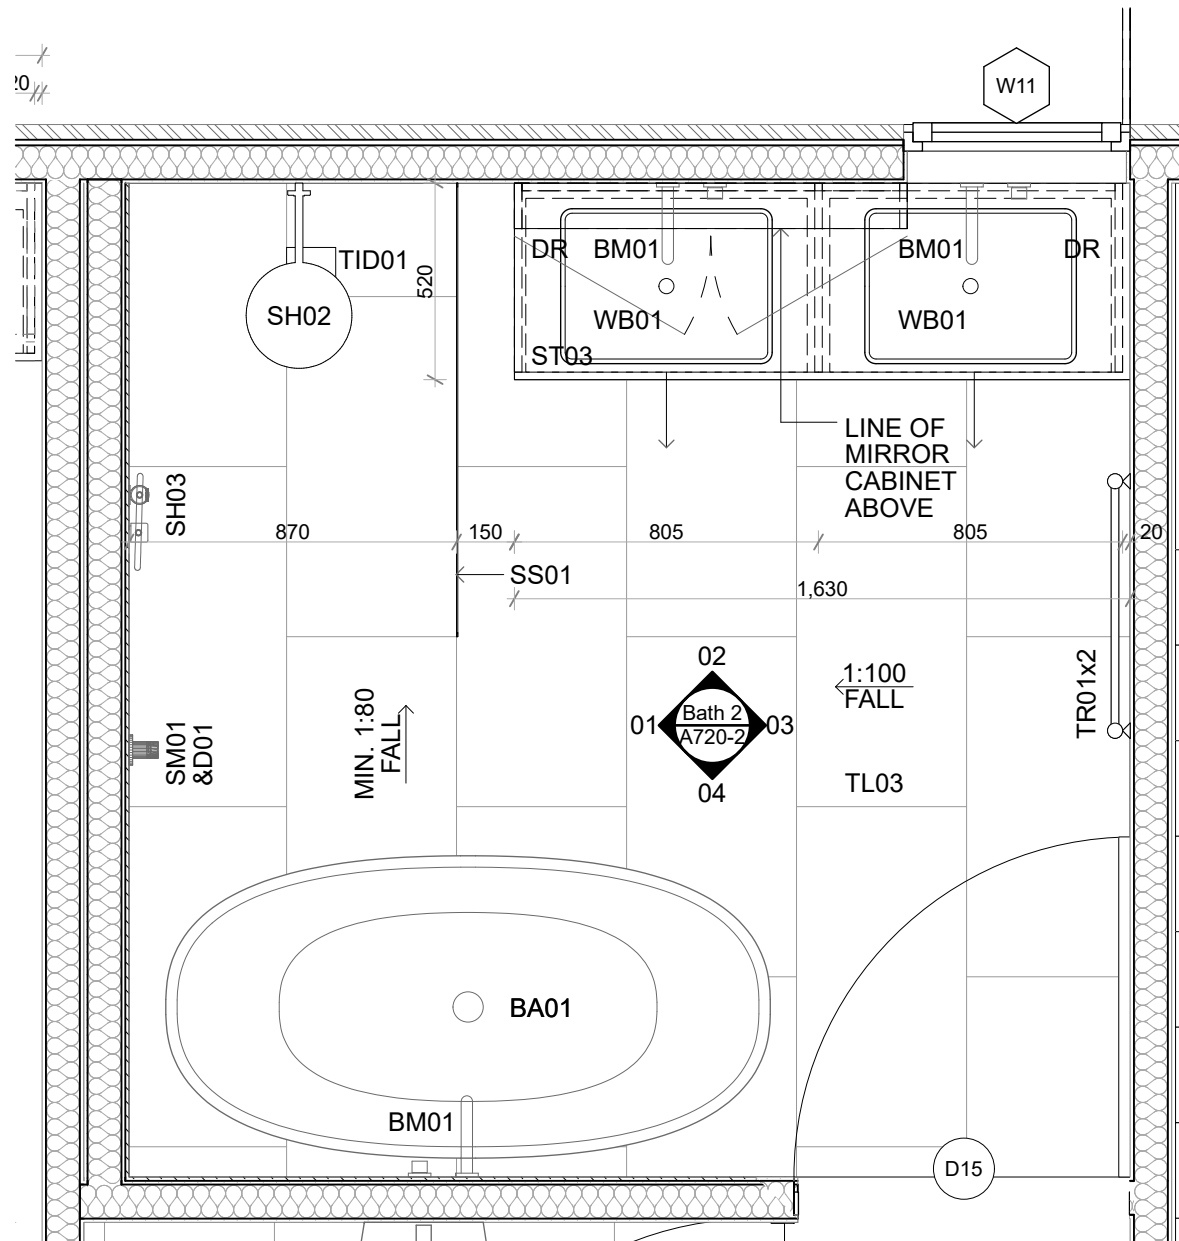 20
W11
TID01
DR
BM01
BM01
DR
520
SH02
WB01
WB01
ST03
LINE OF
MIRROR
CABINET
ABOVE
SH03
870
150
805
805
20
SS01
1,630
02
1:100
FALL
TR01x2
MIN. 1:80
FALL
01
Bath 2
03
A720-2
SM01
&D01
04
TL03
BA01
BM01
D15